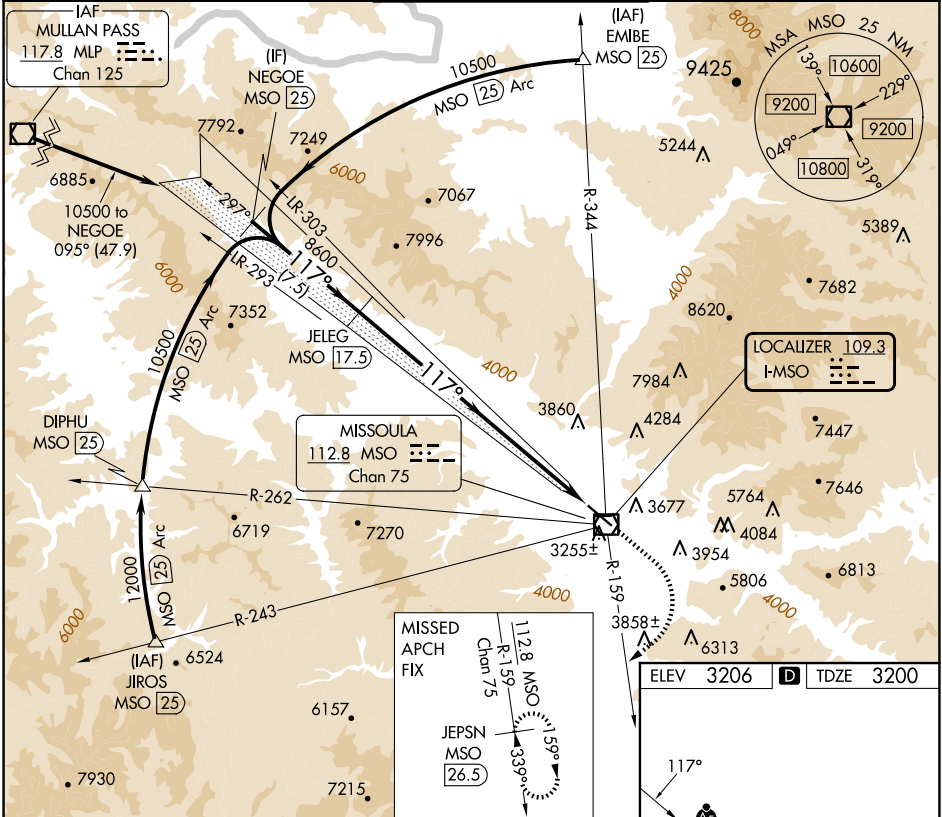 IAF
MULLAN PASS
117.8 MLP
Chan 125
(IF)
NEGOE
MSO 25
(IAF)
EMIBE
MSO 25
10500
MSO 25 Arc
8000
9425
MSA MSO 25 NM
139°
10600
229°
9200
9200
049°
10800
319°
7792
7249
6000
5244
6885
10500 to
NEGOE
095° (47.9)
297°
LR-303
8600
7067
7996
R-344
5389
LR-293
(7.5)
117°
6000
7352
10500
MSO 25 Arc
JELEG
MSO 17.5
117°
4000
4000
7682
8620
LOCALIZER 109.3
I-MSO
7984
3860
4284
7447
DIPHU
MSO 25
MISSOULA
112.8 MSO
Chan 75
R-262
7646
3677
5764
4084
6719
7270
3255±
3954
6813
12000
MSO 25 Arc
R-243
R-159
5806
4000
4000
6000
3858±
6313
(IAF)
JIROS
MSO 25
6524
MISSED
APCH
FIX
112.8 MSO
Chan 75
R-159
JEPSN
MSO
26.5
159°
339°
ELEV 3206 D TDZE 3200
6157
117°
7930
7215